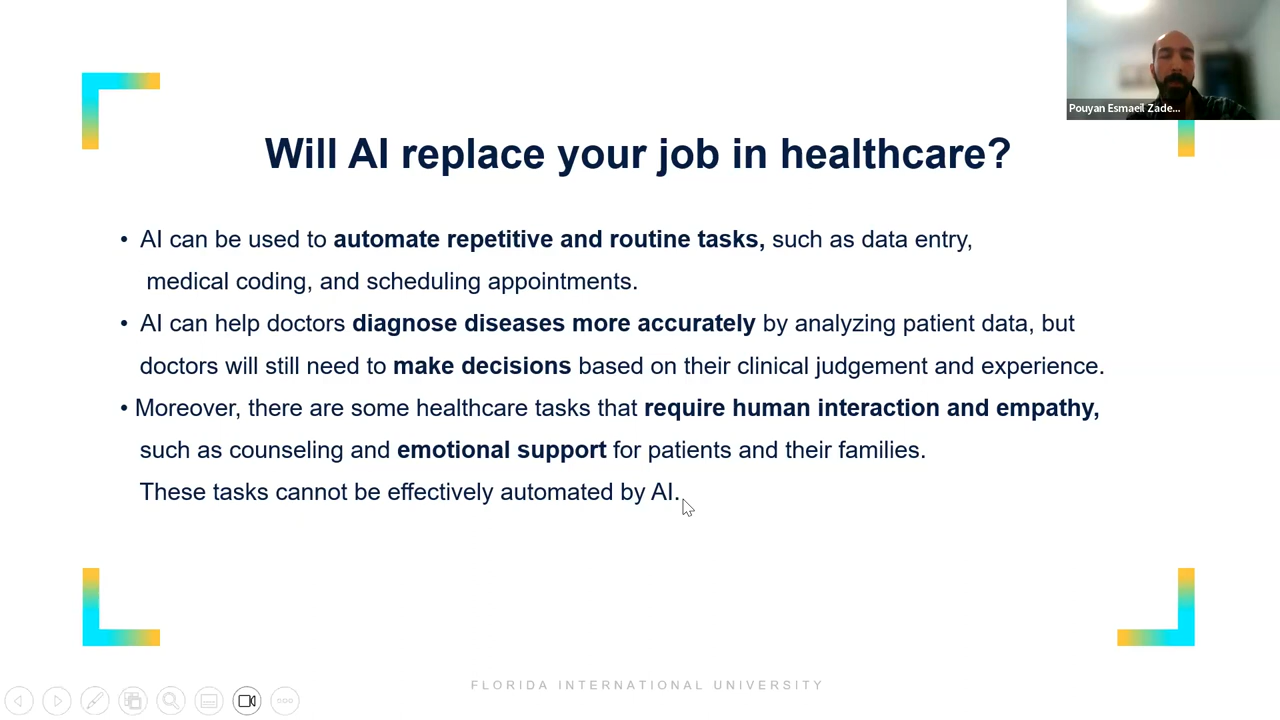 Pouyan Esmaeil Zade...
Will AI replace your job in healthcare?
• AI can be used to automate repetitive and routine tasks, such as data entry,
medical coding, and scheduling appointments.
• AI can help doctors diagnose diseases more accurately by analyzing patient data, but
doctors will still need to make decisions based on their clinical judgement and experience.
• Moreover, there are some healthcare tasks that require human interaction and empathy,
such as counseling and emotional support for patients and their families.
These tasks cannot be effectively automated by AI.
FLORIDA INTERNATIONAL UNIVERSITY